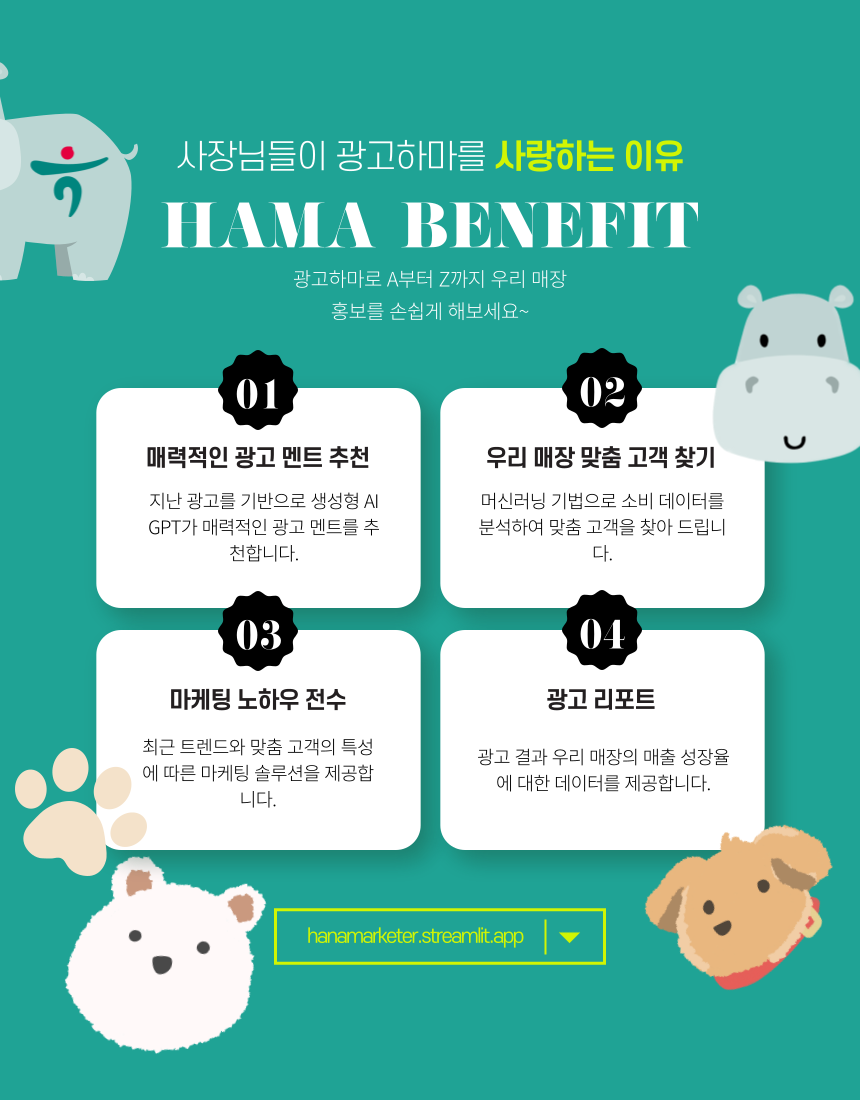 사장님들이 광고하마를 사랑하는 이유
HAMA BENEFIT
광고하마로 A부터 Z까지 우리 매장
홍보를 손쉽게 해보세요~
01
매력적인 광고 멘트 추천
지난 광고를 기반으로 생성형 AI
GPT가 매력적인 광고 멘트를 추
천합니다.
02
우리 매장 맞춤 고객 찾기
머신러닝 기법으로 소비 데이터를
분석하여 맞춤 고객을 찾아 드립니
다.
03
마케팅 노하우 전수
최근 트렌드와 맞춤 고객의 특성
에 따른 마케팅 솔루션을 제공합
니다.
04
광고 리포트
광고 결과 우리 매장의 매출 성장율
에 대한 데이터를 제공합니다.
hanamarketer.streamlit.app